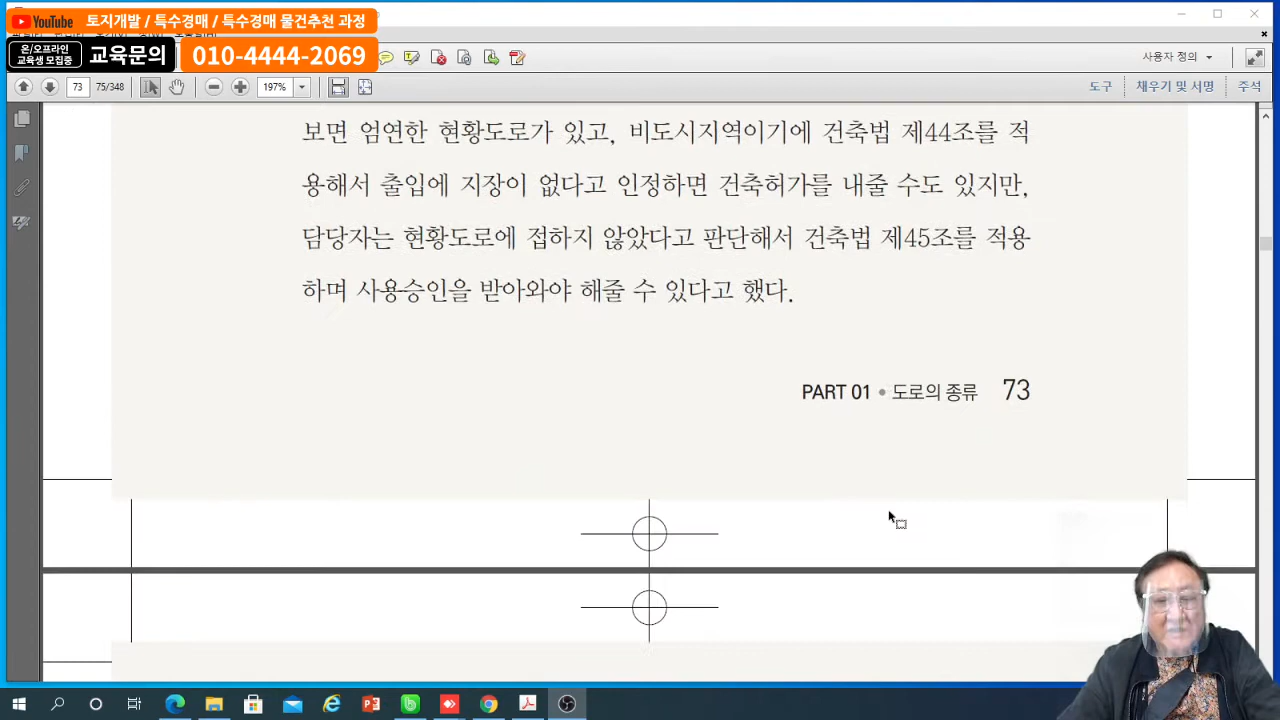 YouTube 토지개발 / 특수경매 / 특수경매 물건추천 과정
온/오프라인
교육생 모집중
교육문의
010-4444-2069
사용자 정의
73
75/348
197%
도구
채우기 및 서명
주석
보면 엄연한 현황도로가 있고, 비도시지역이기에 건축법 제44조를 적
용해서 출입에 지장이 없다고 인정하면 건축허가를 내줄 수도 있지만,
담당자는 현황도로에 접하지 않았다고 판단해서 건축법 제45조를 적용
하며 사용승인을 받아와야 해줄 수 있다고 했다.
PART 01 • 도로의 종류 73